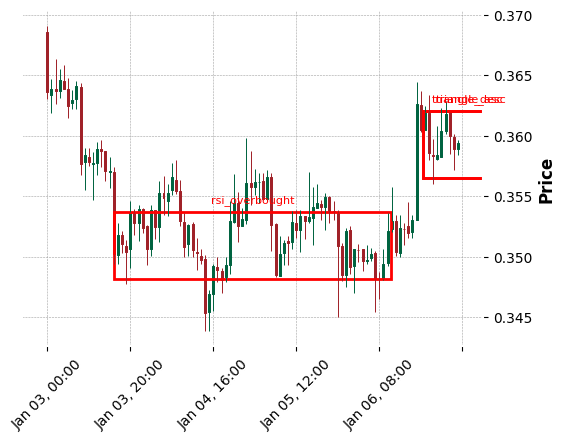 0.370
0.365
triangle_desc
0.360
Price
0.355
rsi_overbought
0.350
0.345
Jan 03, 00:00
Jan 03, 20:00
Jan 04, 16:00
Jan 05, 12:00
Jan 06, 08:00